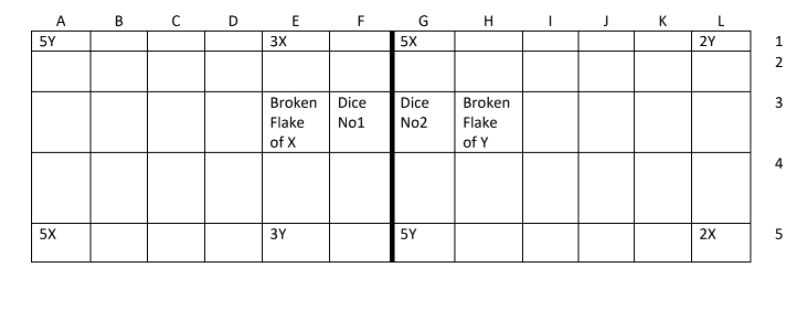 A B C D E F G H I J K L
5Y 3X 5X 2Y 1
2
Broken Dice Dice Broken 3
Flake No1 No2 Flake
of X of Y
4
5X 3Y 5Y 2X 5